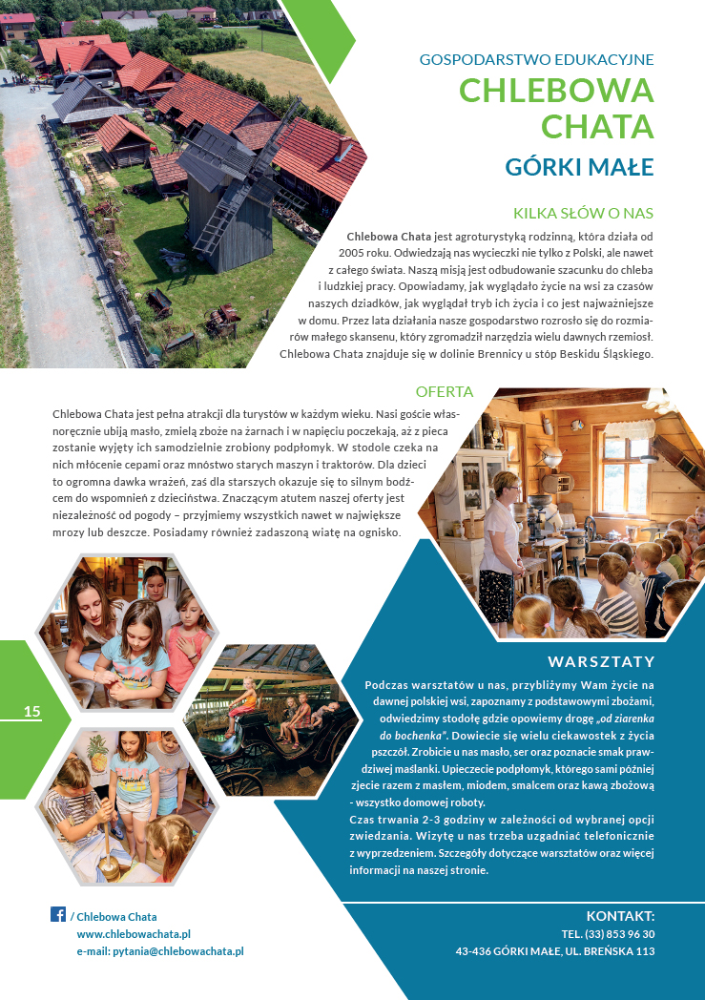 GOSPODARSTWO EDUKACYJNE
CHLEBOWA
CHATA
GÓRKI MAŁE
KILKA SŁÓW O NAS
Chlebowa Chata jest agroturystyką rodzinną, która działa od
2005 roku. Odwiedzają nas wycieczki nie tylko z Polski, ale nawet
z całego świata. Naszą misją jest odbudowanie szacunku do chleba
i ludzkiej pracy. Opowiadamy, jak wyglądało życie na wsi za czasów
naszych dziadków, jak wyglądał tryb ich życia i co jest najważniejsze
w domu. Przez lata działania nasze gospodarstwo rozrosło się do rozmia-
rów małego skansenu, który zgromadził narzędzia wielu dawnych rzemiosł.
Chlebowa Chata znajduje się w dolinie Brennicy u stóp Beskidu Śląskiego.
OFERTA
Chlebowa Chata jest pełna atrakcji dla turystów w każdym wieku. Nasi goście włas-
noręcznie ubiją masło, zmielą zboże na żarnach i w napięciu poczekają, aż z pieca
zostanie wyjęty ich samodzielnie zrobiony podpłomyk. W stodole czeka na
nich młócenie cepami oraz mnóstwo starych maszyn i traktorów. Dla dzieci
to ogromna dawka wrażeń, zaś dla starszych okazuje się to silnym bodź-
cem do wspomnień z dzieciństwa. Znaczącym atutem naszej oferty jest
niezależność od pogody – przyjmiemy wszystkich nawet w największe
mrozy lub deszcze. Posiadamy również zadaszoną wiatę na ognisko.
WARSZTATY
Podczas warsztatów u nas, przybliżymy Wam życie na
dawnej polskiej wsi, zapoznamy z podstawowymi zbożami,
odwiedzimy stodołę gdzie opowiemy drogę „od ziarenka
do bochenka”. Dowiecie się wielu ciekawostek z życia
pszczół. Zrobicie u nas masło, ser oraz poznacie smak praw-
dziwej maślanki. Upieczecie podpłomyk, którego sami później
zjecie razem z masłem, miodem, smalcem oraz kawą zbożową
- wszystko domowej roboty.
Czas trwania 2-3 godziny w zależności od wybranej opcji
zwiedzania. Wizytę u nas trzeba uzgadniać telefonicznie
z wyprzedzeniem. Szczegóły dotyczące warsztatów oraz więcej
informacji na naszej stronie.
15
f / Chlebowa Chata
www.chlebowachata.pl
e-mail: pytania@chlebowachata.pl
KONTAKT:
TEL. (33) 853 96 30
43-436 GÓRKI MAŁE, UL. BREŃSKA 113